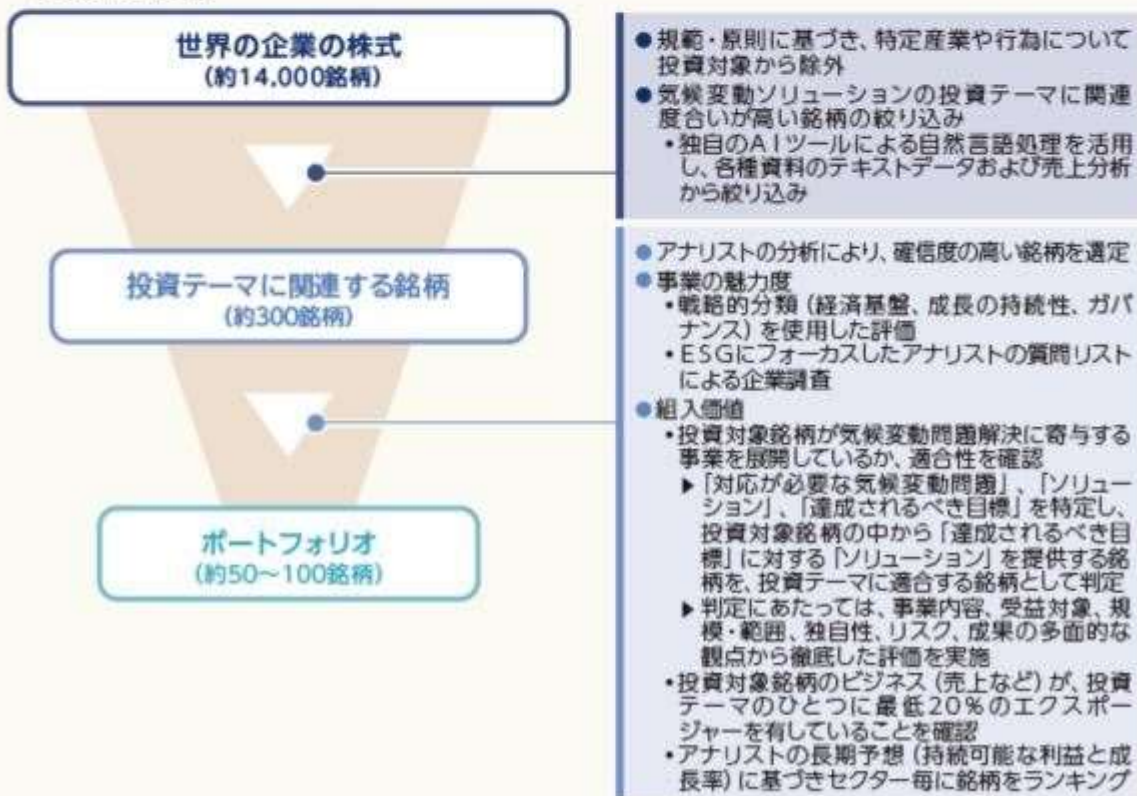 世界の企業の株式
(約14,000銘柄)
●規範・原則に基づき、特定産業や行為について
投資対象から除外
●気候変動ソリューションの投資テーマに関連
度合いが高い銘柄の絞り込み
•独自のAIツールによる自然言語処理を活用
し、各種資料のテキストデータおよび売上分析
から絞り込み
投資テーマに関連する銘柄
(約300銘柄)
●アナリストの分析により、確信度の高い銘柄を選定
●事業の魅力度
•戦略的分類(経済基盤、成長の持続性、ガバ
ナンス)を使用した評価
•ESGにフォーカスしたアナリストの質問リスト
による企業調査
●組入価値
•投資対象銘柄が気候変動問題解決に寄与する
事業を展開しているか、適合性を確認
▶「対応が必要な気候変動問題」、「ソリュー
ション」、「達成されるべき目標」を特定し、
投資対象銘柄の中から「達成されるべき目
標」に対する「ソリューション」を提供する銘
柄を、投資テーマに適合する銘柄として判定
▶判定にあたっては、事業内容、受益対象、規
模・範囲、独自性、リスク、成果の多面的な
観点から徹底した評価を実施
•投資対象銘柄のビジネス(売上など)が、投資
テーマのひとつに最低20%のエクスポー
ジャーを有していることを確認
•アナリストの長期予想(持続可能な利益と成
長率)に基づきセクター毎に銘柄をランキング
ポートフォリオ
(約50～100銘柄)